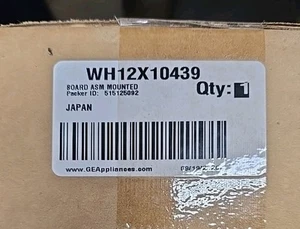 WH12X10439
BOARD ASM MOUNTED
Packer ID: 515125092
Qty: 1
JAPAN
www.GEAppliances.com